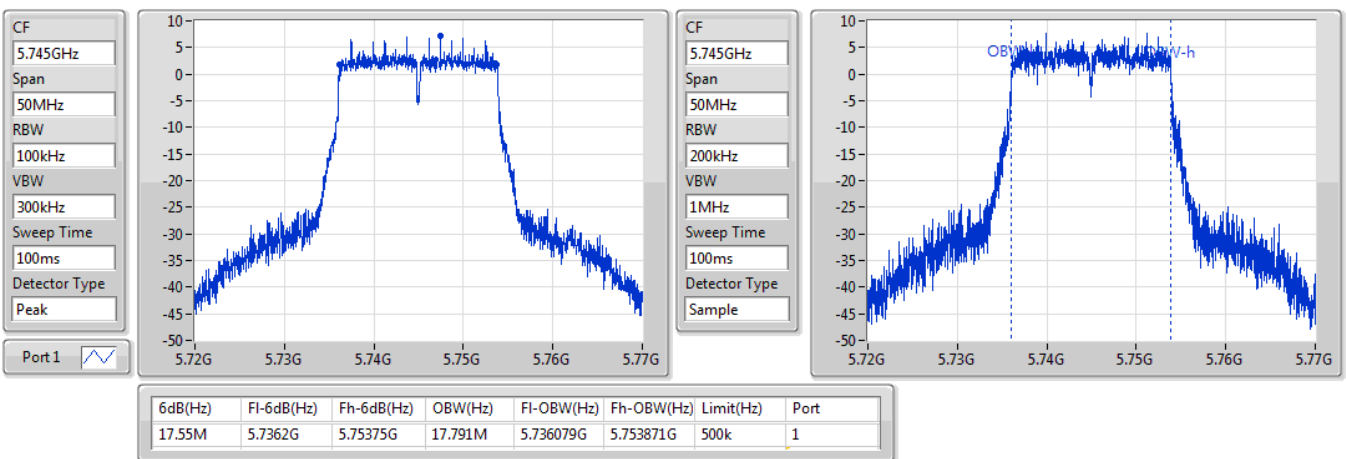 CF
5.745GHz
Span
50MHz
RBW
100kHz
VBW
300kHz
Sweep Time
100ms
Detector Type
Peak
Port 1
10
5
0
-5
-10
-15
-20
-25
-30
-35
-40
-45
-50
5.72G 5.73G 5.74G 5.75G 5.76G 5.77G
CF
5.745GHz
Span
50MHz
RBW
200kHz
VBW
1MHz
Sweep Time
100ms
Detector Type
Sample
10
5
0
-5
-10
-15
-20
-25
-30
-35
-40
-45
-50
5.72G 5.73G 5.74G 5.75G 5.76G 5.77G
6dB(Hz) Fl-6dB(Hz) Fh-6dB(Hz) OBW(Hz) Fl-OBW(Hz) Fh-OBW(Hz) Limit(Hz) Port
17.55M 5.7362G 5.75375G 17.791M 5.736079G 5.753871G 500k 1